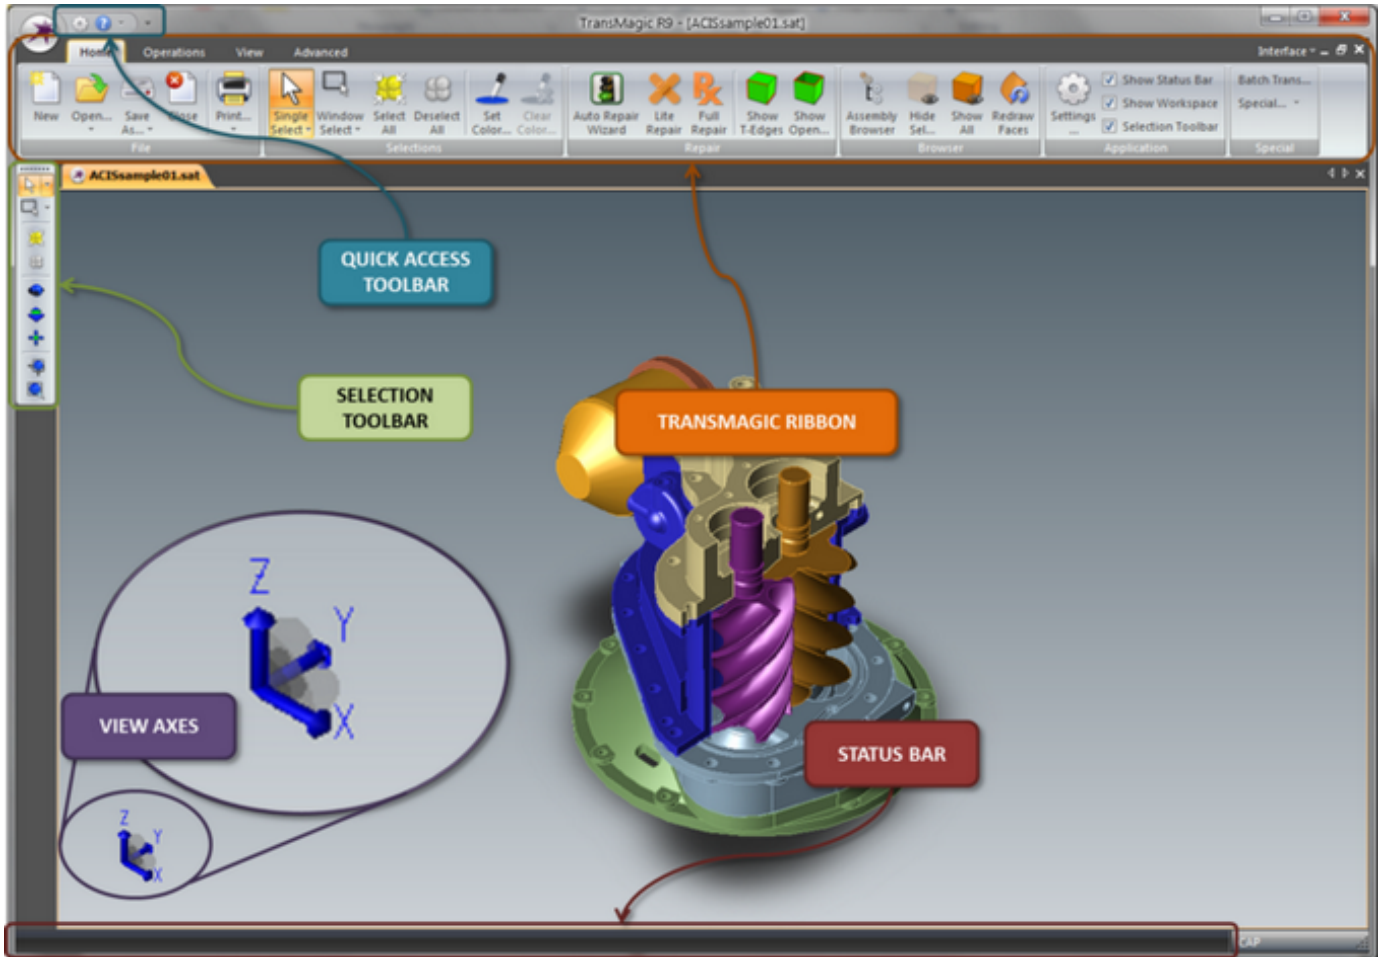 TransMagic R9 - [ACISsample01.sat]
Home Operations View Advanced Interface
New Open... Save As... Close Print...
Single Select Window Select Select All Deselect All Set Color... Clear Color...
Auto Repair Wizard Lite Repair Full Repair Show T-Edges Show Open...
Assembly Browser Hide Sel... Show All Redraw Faces
Settings ...
Show Status Bar
Show Workspace
Selection Toolbar
Batch Trans...
Special...
File Selections Repair Browser Application Special
ACISsample01.sat
QUICK ACCESS
TOOLBAR
SELECTION
TOOLBAR
TRANSMAGIC RIBBON
Z
Y
X
VIEW AXES
STATUS BAR
Z
Y
X
CAP